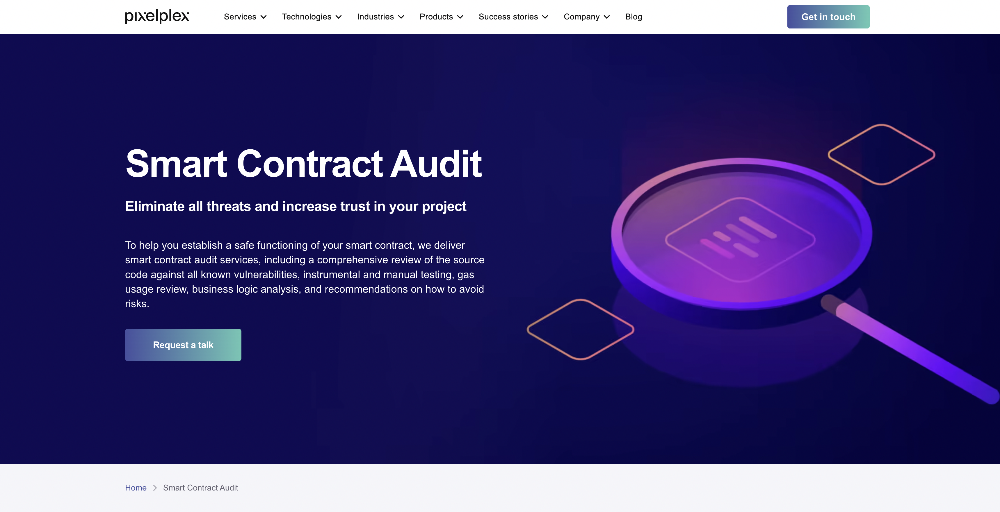 pixelplex
Services
Technologies
Industries
Products
Success stories
Company
Blog
Get in touch
Smart Contract Audit
Eliminate all threats and increase trust in your project
To help you establish a safe functioning of your smart contract, we deliver
smart contract audit services, including a comprehensive review of the source
code against all known vulnerabilities, instrumental and manual testing, gas
usage review, business logic analysis, and recommendations on how to avoid
risks.
Request a talk
Home
Smart Contract Audit